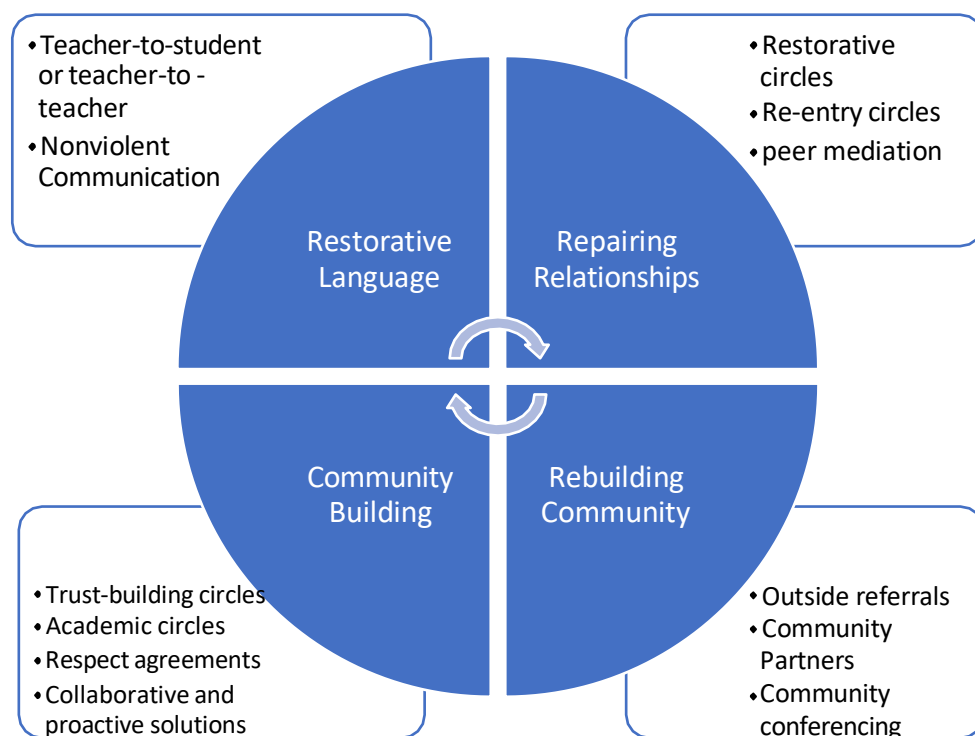 • Teacher-to-student
or teacher-to -
teacher
• Nonviolent
Communication
• Restorative
circles
• Re-entry circles
• peer mediation
Restorative
Language
Repairing
Relationships
Community
Building
Rebuilding
Community
• Trust-building circles
• Academic circles
• Respect agreements
• Collaborative and
proactive solutions
• Outside referrals
• Community
Partners
• Community
conferencing